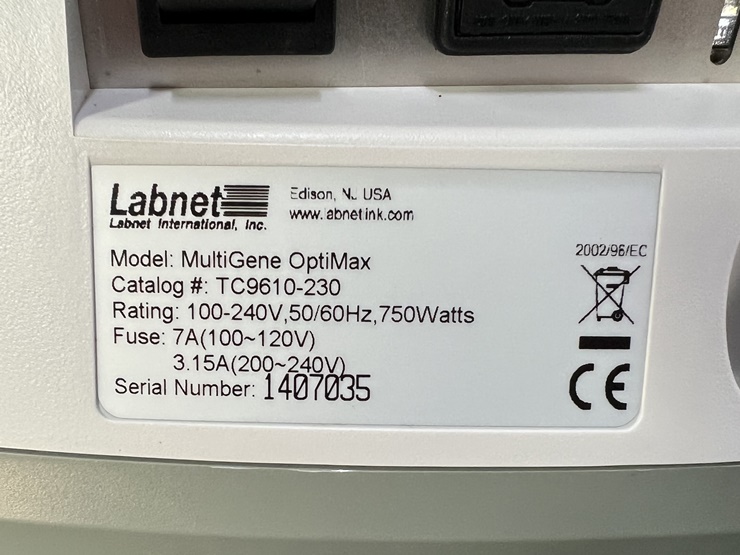 Labnet
Labnet International, Inc.
Edison, NJ USA
www.labnetlink.com
Model: MultiGene OptiMax
Catalog #: TC9610-230
Rating: 100-240V,50/60Hz,750Watts
Fuse: 7A(100~120V)
3.15A(200~240V)
Serial Number: 1407035
2002/96/EC
CE